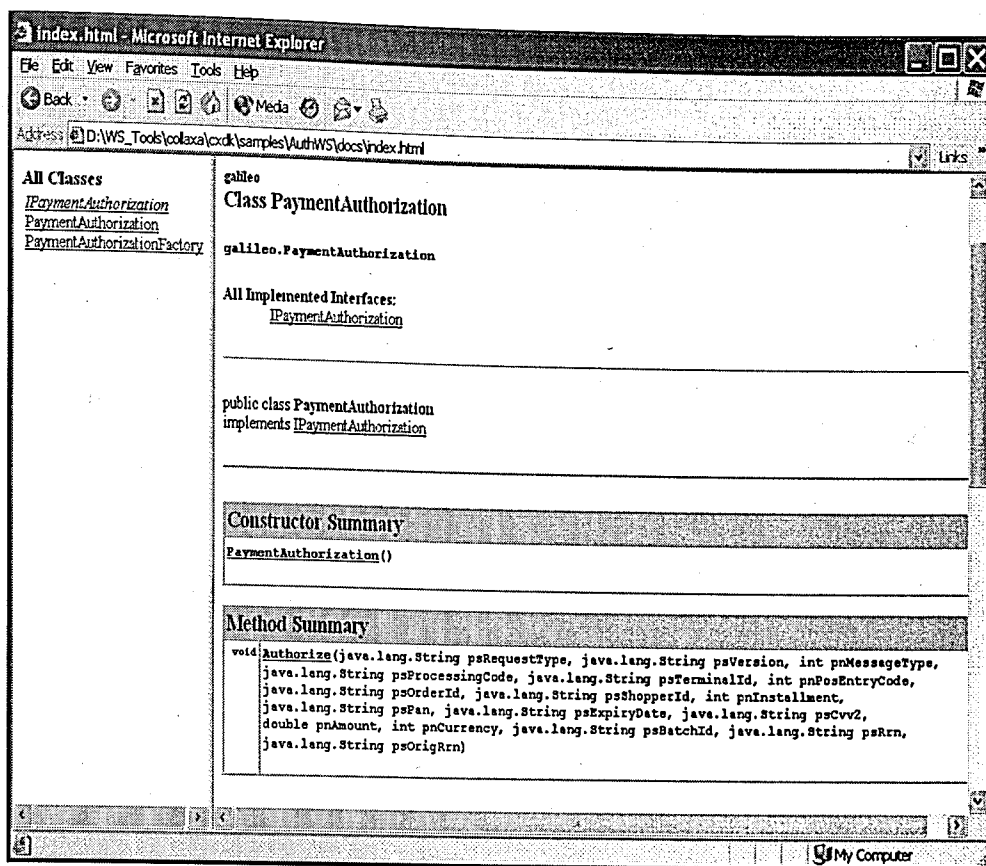 index.html - Microsoft Internet Explorer
File Edit View Favorites Tools Help
Back Media
Address D:\WS_Tools\collaxa\cxdk\samples\AuthWS\docs\index.html Links
All Classes
IPaymentAuthorization
PaymentAuthorization
PaymentAuthorizationFactory
galileo
Class PaymentAuthorization
galileo.PaymentAuthorization
All Implemented Interfaces:
IPaymentAuthorization
public class PaymentAuthorization
implements IPaymentAuthorization
Constructor Summary
PaymentAuthorization()
Method Summary
void Authorize(java.lang.String psRequestType, java.lang.String psVersion, int pnMessageType,
java.lang.String psProcessingCode, java.lang.String psTerminalId, int pnPosEntryCode,
java.lang.String psOrderId, java.lang.String psShopperId, int pnInstallment,
java.lang.String psPan, java.lang.String psExpiryDate, java.lang.String psCvv2,
double pnAmount, int pnCurrency, java.lang.String psBatchId, java.lang.String psRrn,
java.lang.String psOrigRrn)
My Computer